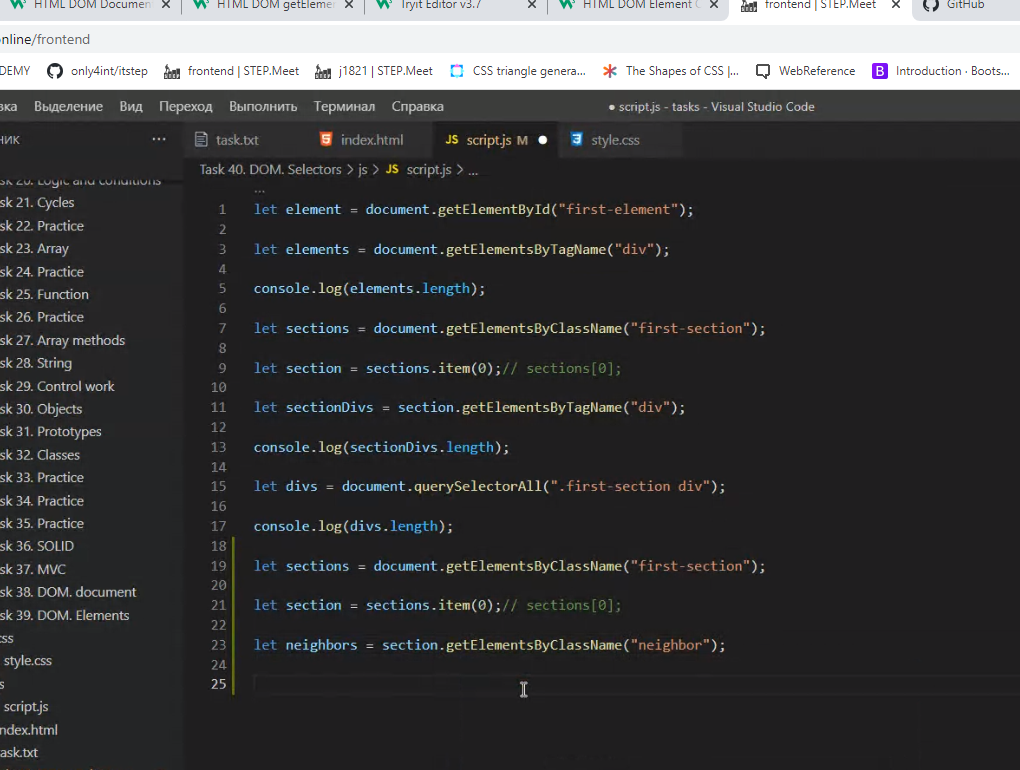 HTML DOM Documen × HTML DOM getEleme × Tryit Editor v3.7 × HTML DOM Element × frontend | STEP.Meet × GitHub
nline/frontend
DEMY only4int/itstep frontend | STEP.Meet j1821 | STEP.Meet CSS triangle genera... The Shapes of CSS |... WebReference B Introduction · Boots...
вка Выделение Вид Переход Выполнить Терминал Справка ● script.js - tasks - Visual Studio Code
НИК ··· task.txt index.html JS script.js M ● style.css
Task 40. DOM. Selectors > js > JS script.js > ...
sk 20. Logic and conditions
sk 21. Cycles
sk 22. Practice
sk 23. Array
sk 24. Practice
sk 25. Function
sk 26. Practice
sk 27. Array methods
sk 28. String
sk 29. Control work
sk 30. Objects
sk 31. Prototypes
sk 32. Classes
sk 33. Practice
sk 34. Practice
sk 35. Practice
sk 36. SOLID
sk 37. MVC
sk 38. DOM. document
sk 39. DOM. Elements
css
style.css
s
script.js
ndex.html
ask.txt
...
1 let element = document.getElementById("first-element");
2
3 let elements = document.getElementsByTagName("div");
4
5 console.log(elements.length);
6
7 let sections = document.getElementsByClassName("first-section");
8
9 let section = sections.item(0);// sections[0];
10
11 let sectionDivs = section.getElementsByTagName("div");
12
13 console.log(sectionDivs.length);
14
15 let divs = document.querySelectorAll(".first-section div");
16
17 console.log(divs.length);
18
19 let sections = document.getElementsByClassName("first-section");
20
21 let section = sections.item(0);// sections[0];
22
23 let neighbors = section.getElementsByClassName("neighbor");
24
25